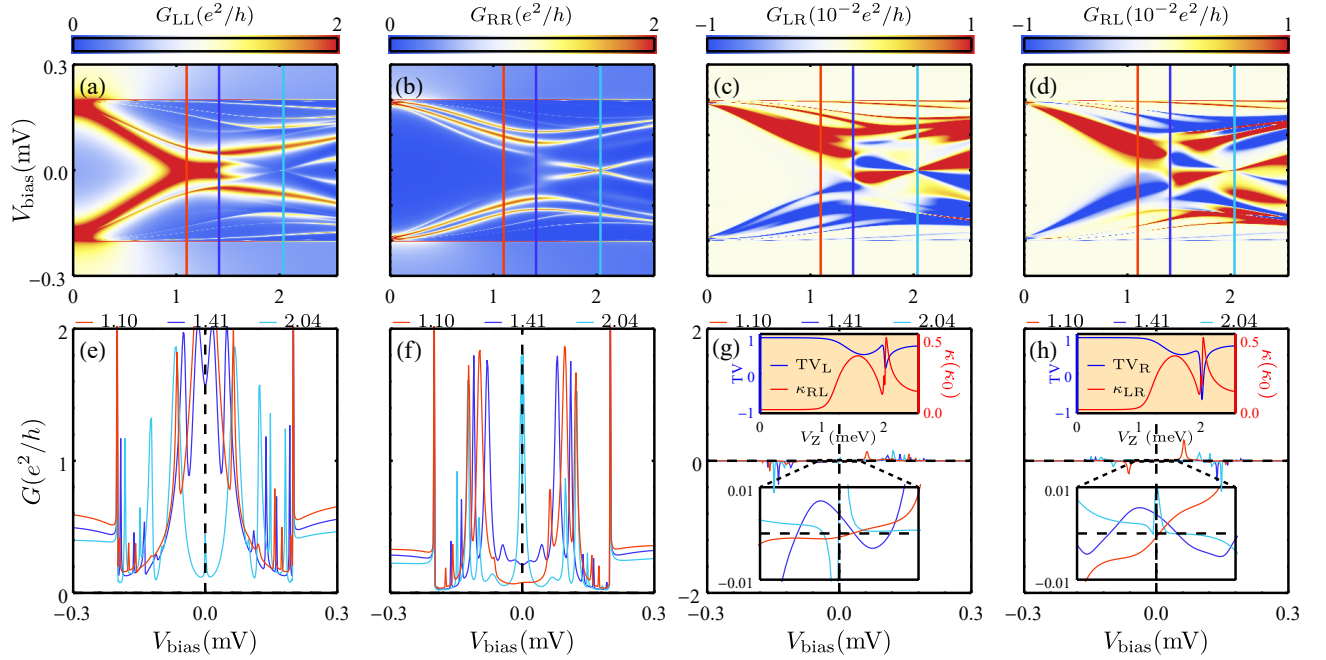 G_LL(e²/h) G_RR(e²/h) G_LR(10⁻²e²/h) G_RL(10⁻²e²/h)
0 2 0 2 −1 1 −1 1
0.3 (a) (b) (c) (d)
V_bias(mV) 0.0
−0.3
0 1 2 0 1 2 0 1 2 0 1 2
1.10 1.41 2.04 1.10 1.41 2.04 1.10 1.41 2.04 1.10 1.41 2.04
2 (e) (f) 2 (g) (h)
1 TV_L 0.5 1 TV_R 0.5
TV 0 κ_RL κ(κ₀) TV 0 κ_LR κ(κ₀)
−1 0.0 −1 0.0
0 2 0 2
V_Z (meV) V_Z (meV)
G(e²/h) 1 0
0.01 0.01
−0.01 −0.01
0 −2
−0.3 0.0 0.3 −0.3 0.0 0.3 −0.3 0.0 0.3 −0.3 0.0 0.3
V_bias(mV) V_bias(mV) V_bias(mV) V_bias(mV)